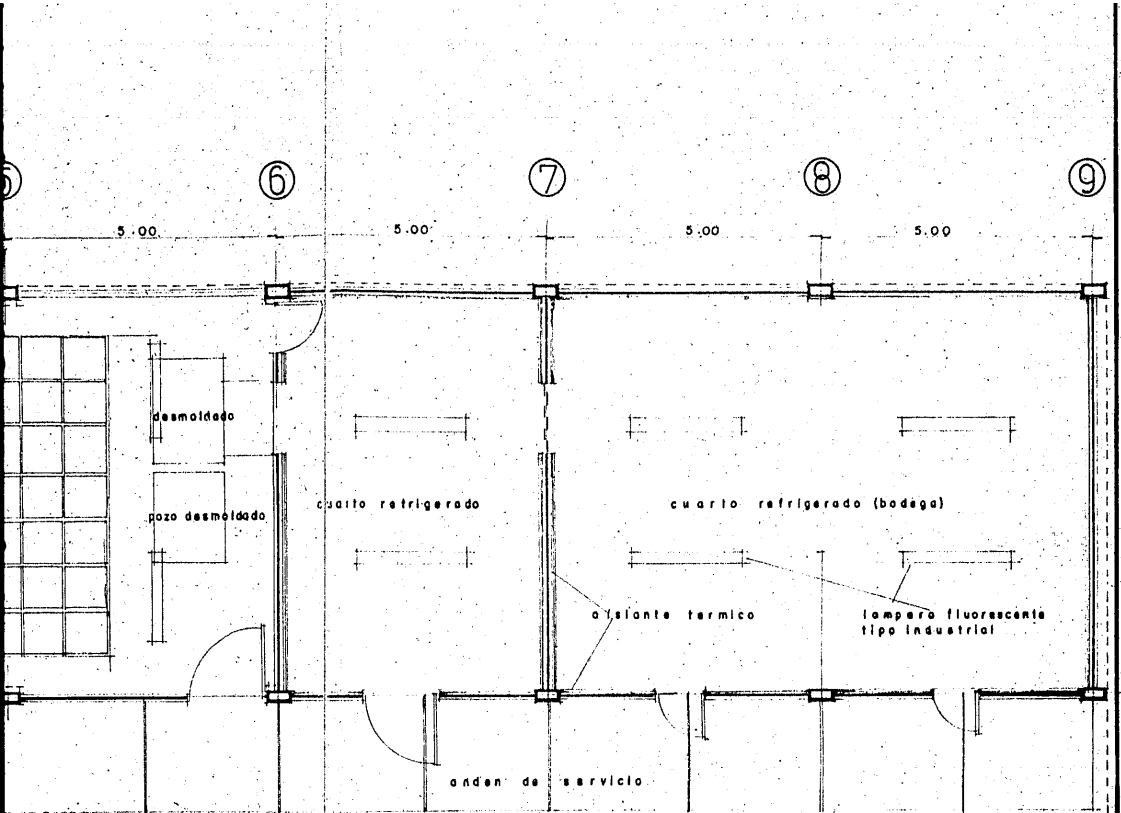 5 6 7 8 9
5.00 5.00 5.00 5.00
desmoldado
pozo desmoldado
cuarto refrigerado
cuarto refrigerado (bodega)
aislante termico
lampara fluorescente
tipo industrial
anden de servicio